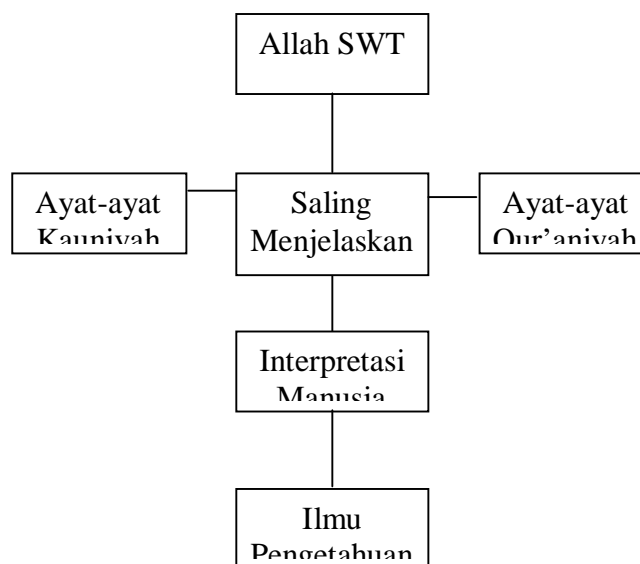 Allah SWT
Ayat-ayat
Kauniyah
Saling
Menjelaskan
Ayat-ayat
Qur’aniyah
Interpretasi
Manusia
Ilmu
Pengetahuan